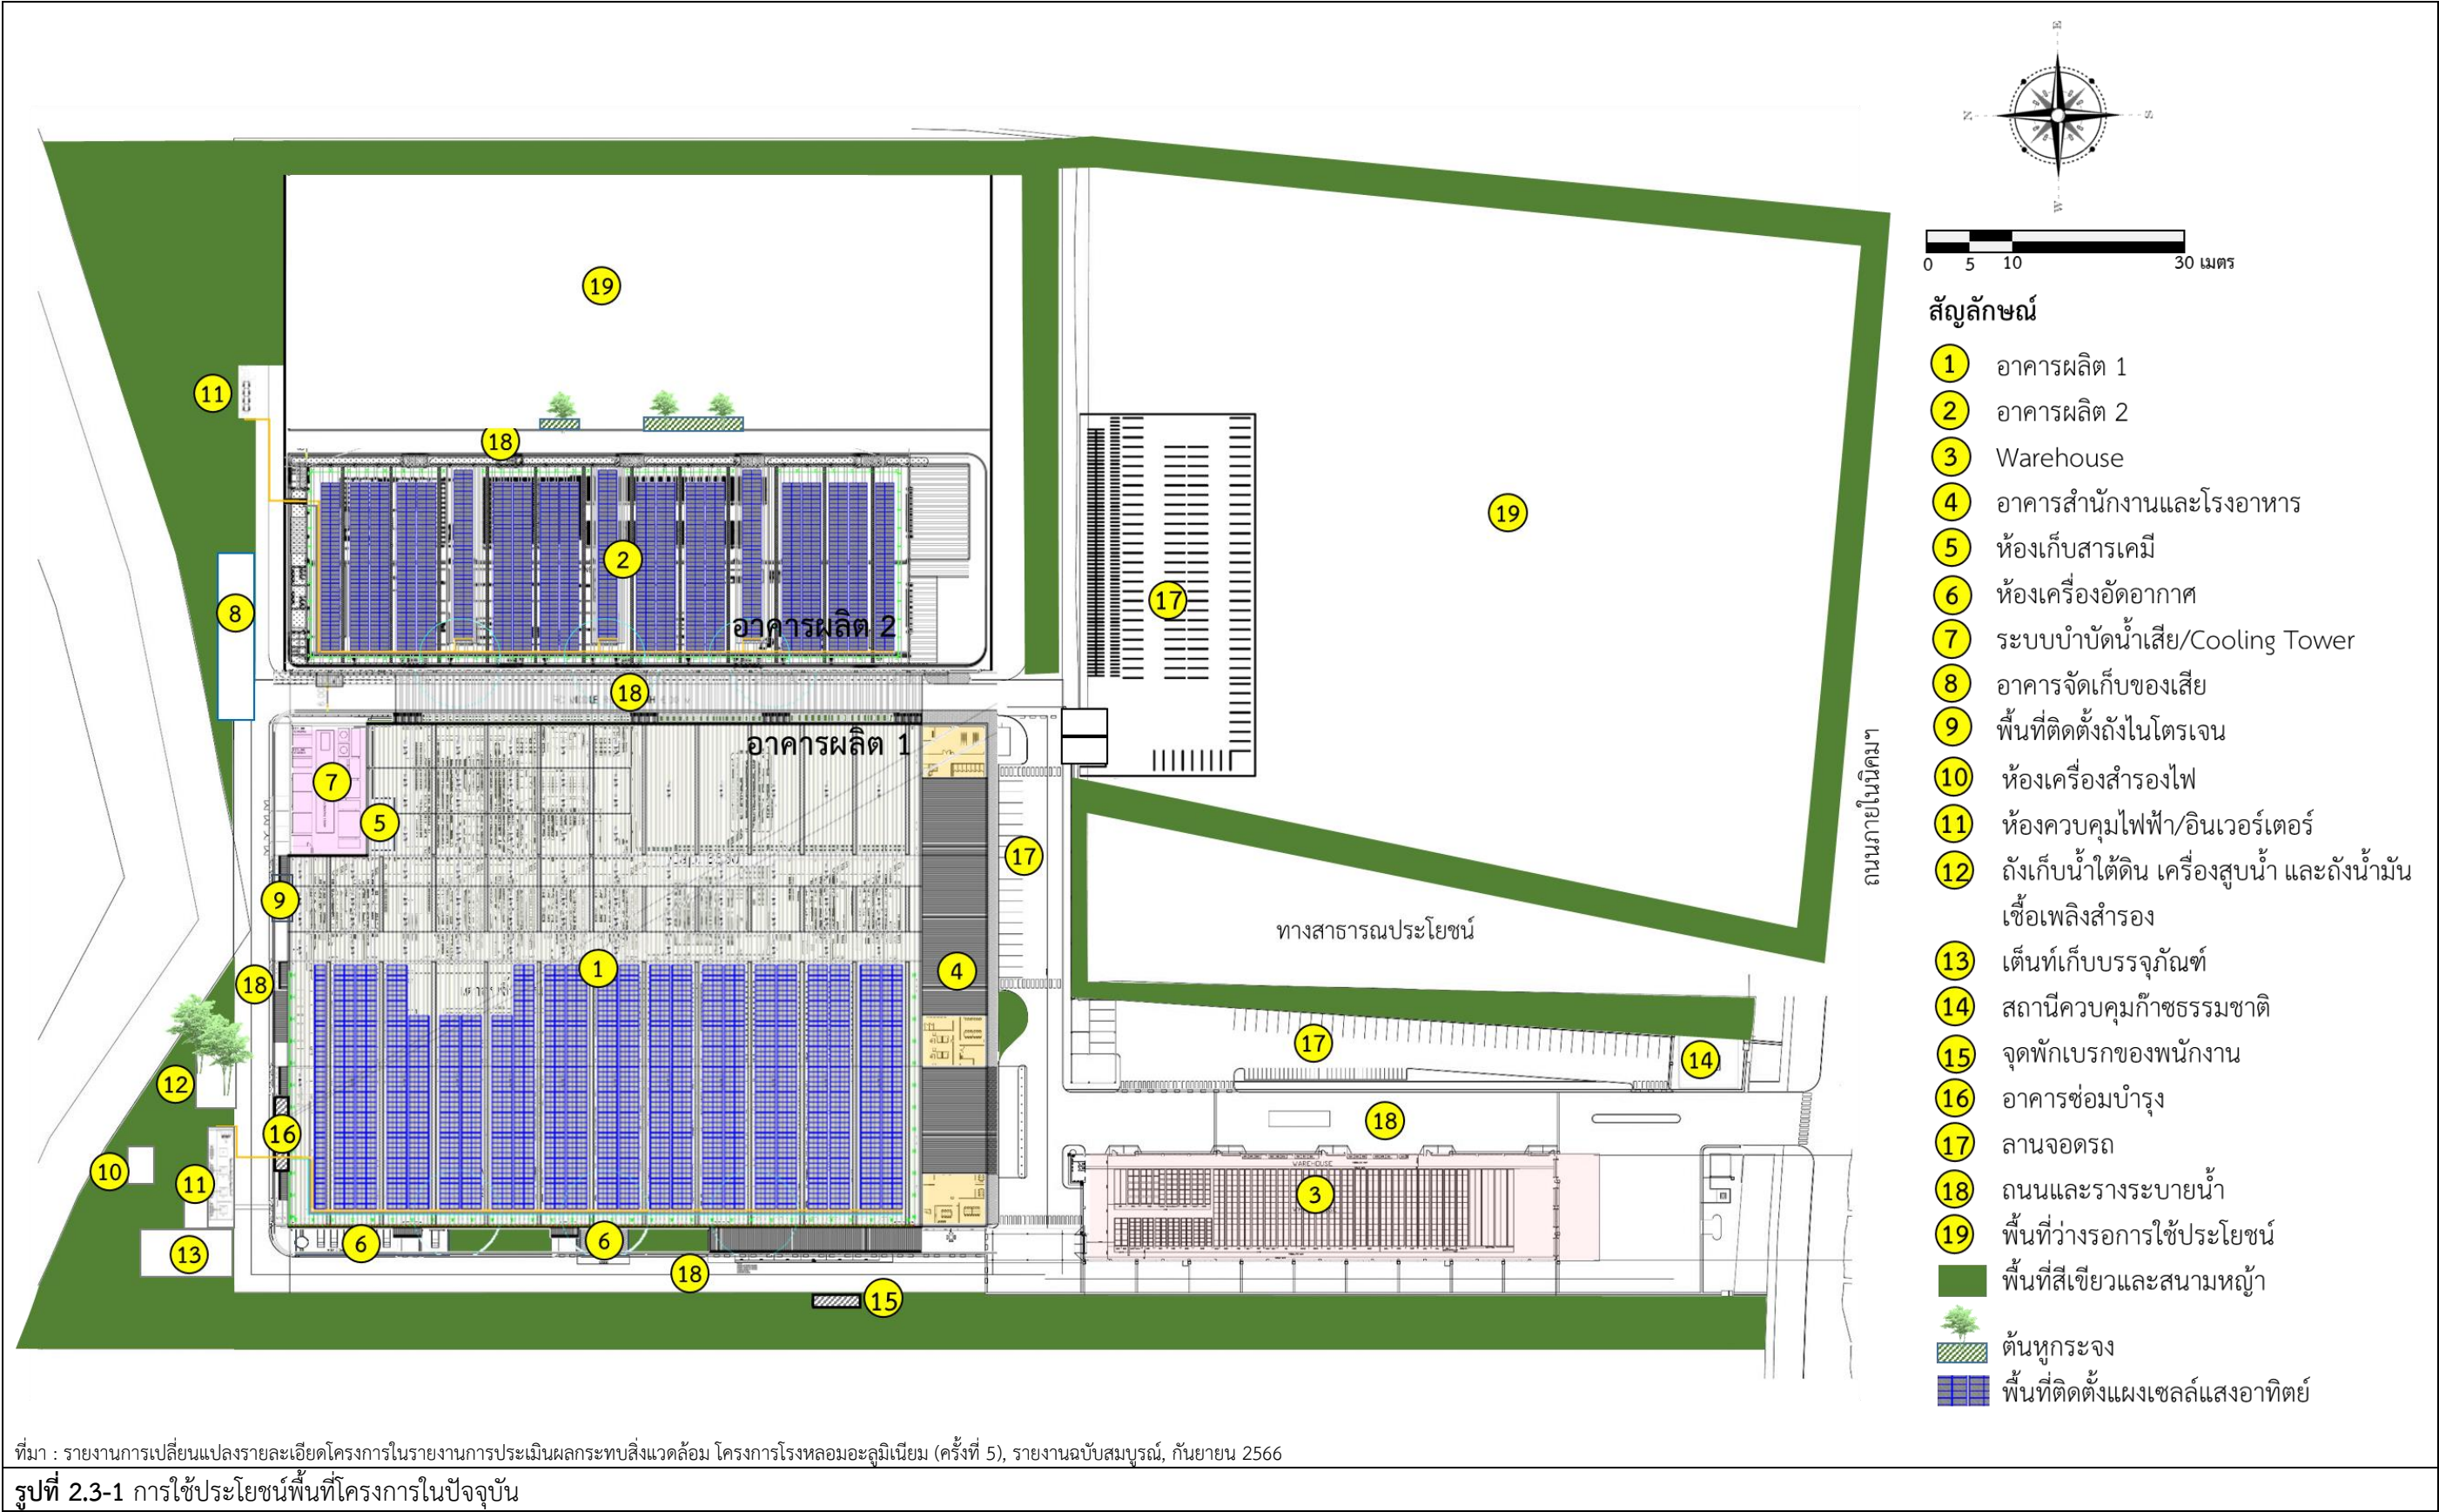 E
N
S
W
0 5 10 30 เมตร
สัญลักษณ์
1 อาคารผลิต 1
2 อาคารผลิต 2
3 Warehouse
4 อาคารสำนักงานและโรงอาหาร
5 ห้องเก็บสารเคมี
6 ห้องเครื่องอัดอากาศ
7 ระบบบำบัดน้ำเสีย/Cooling Tower
8 อาคารจัดเก็บของเสีย
9 พื้นที่ติดตั้งถังไนโตรเจน
10 ห้องเครื่องสำรองไฟ
11 ห้องควบคุมไฟฟ้า/อินเวอร์เตอร์
12 ถังเก็บน้ำใต้ดิน เครื่องสูบน้ำ และถังน้ำมัน
เชื้อเพลิงสำรอง
13 เต็นท์เก็บบรรจุภัณฑ์
14 สถานีควบคุมก๊าซธรรมชาติ
15 จุดพักเบรกของพนักงาน
16 อาคารซ่อมบำรุง
17 ลานจอดรถ
18 ถนนและรางระบายน้ำ
19 พื้นที่ว่างรอการใช้ประโยชน์
พื้นที่สีเขียวและสนามหญ้า
ต้นหูกระจง
พื้นที่ติดตั้งแผงเซลล์แสงอาทิตย์
19
11
18
19
2
17
8
อาคารผลิต 2
18
อาคารผลิต 1
7
5
17
ถนนภายในนิคมฯ
9
ทางสาธารณประโยชน์
1
4
18
17
14
12
18
16
10
11
WAREHOUSE
3
6
6
13
18
15
ที่มา : รายงานการเปลี่ยนแปลงรายละเอียดโครงการในรายงานการประเมินผลกระทบสิ่งแวดล้อม โครงการโรงหลอมอะลูมิเนียม (ครั้งที่ 5), รายงานฉบับสมบูรณ์, กันยายน 2566
รูปที่ 2.3-1 การใช้ประโยชน์พื้นที่โครงการในปัจจุบัน